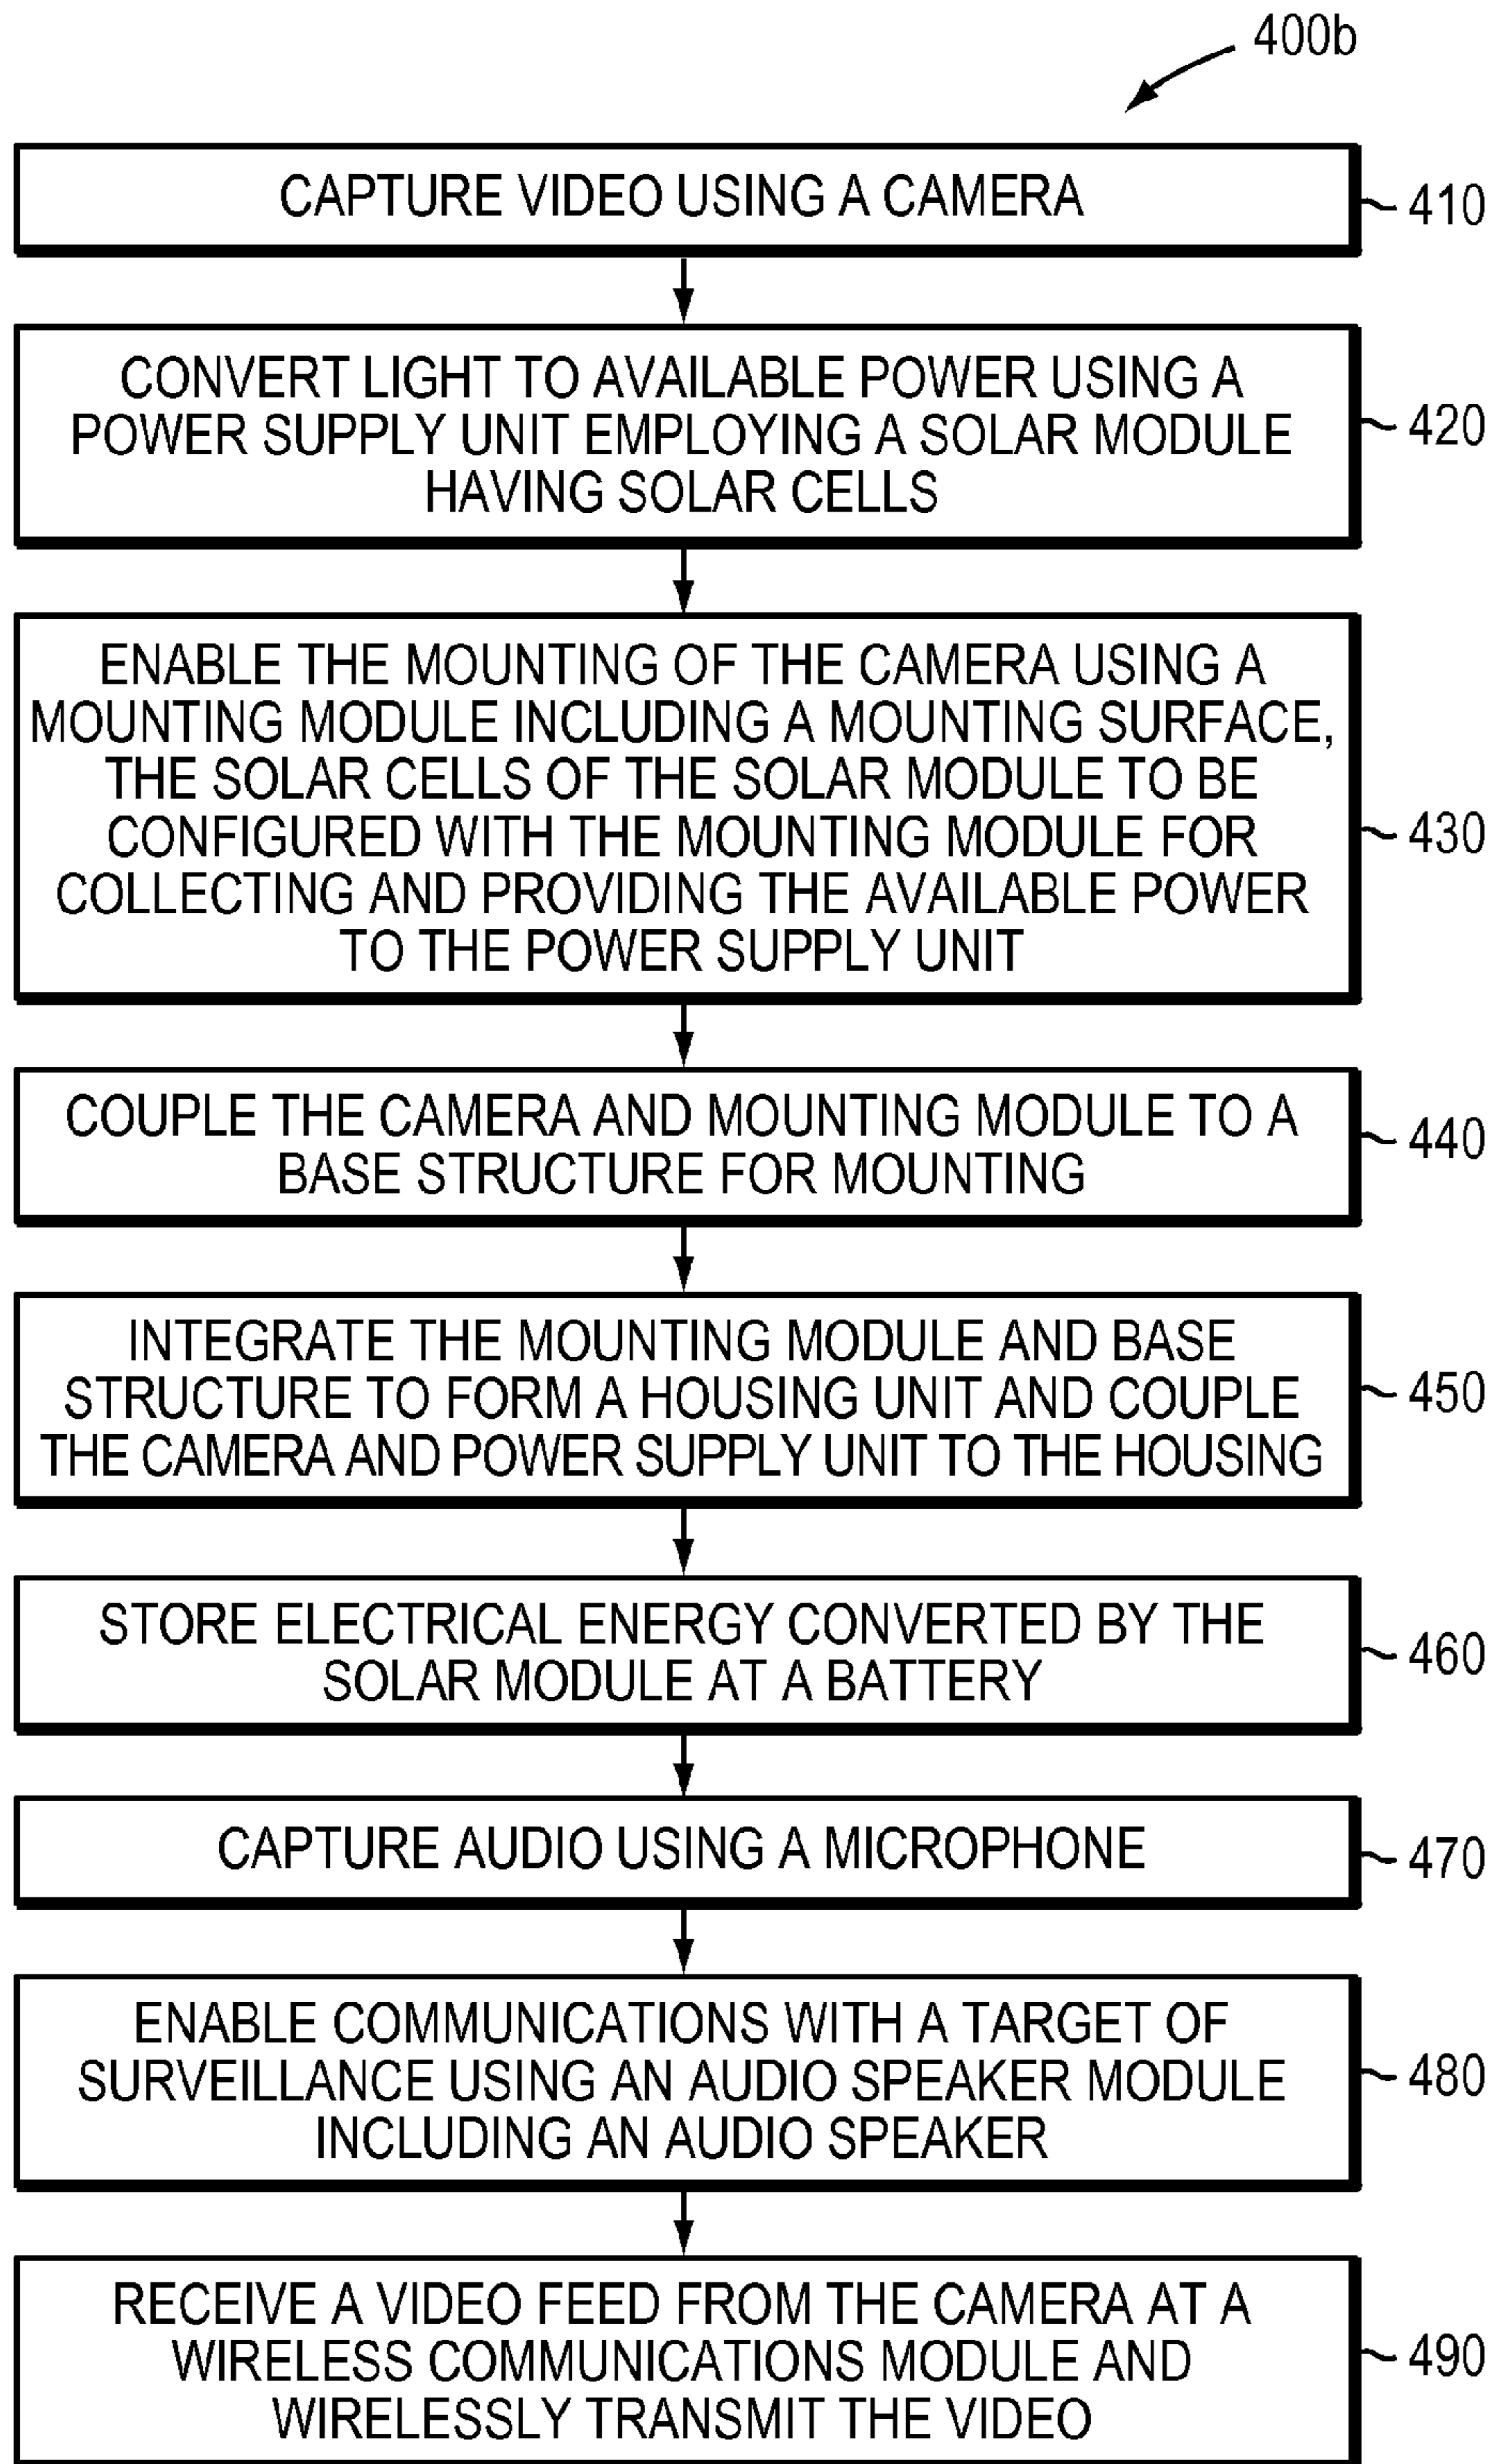 400b
CAPTURE VIDEO USING A CAMERA
410
CONVERT LIGHT TO AVAILABLE POWER USING A
POWER SUPPLY UNIT EMPLOYING A SOLAR MODULE
HAVING SOLAR CELLS
420
ENABLE THE MOUNTING OF THE CAMERA USING A
MOUNTING MODULE INCLUDING A MOUNTING SURFACE,
THE SOLAR CELLS OF THE SOLAR MODULE TO BE
CONFIGURED WITH THE MOUNTING MODULE FOR
COLLECTING AND PROVIDING THE AVAILABLE POWER
TO THE POWER SUPPLY UNIT
430
COUPLE THE CAMERA AND MOUNTING MODULE TO A
BASE STRUCTURE FOR MOUNTING
440
INTEGRATE THE MOUNTING MODULE AND BASE
STRUCTURE TO FORM A HOUSING UNIT AND COUPLE
THE CAMERA AND POWER SUPPLY UNIT TO THE HOUSING
450
STORE ELECTRICAL ENERGY CONVERTED BY THE
SOLAR MODULE AT A BATTERY
460
CAPTURE AUDIO USING A MICROPHONE
470
ENABLE COMMUNICATIONS WITH A TARGET OF
SURVEILLANCE USING AN AUDIO SPEAKER MODULE
INCLUDING AN AUDIO SPEAKER
480
RECEIVE A VIDEO FEED FROM THE CAMERA AT A
WIRELESS COMMUNICATIONS MODULE AND
WIRELESSLY TRANSMIT THE VIDEO
490